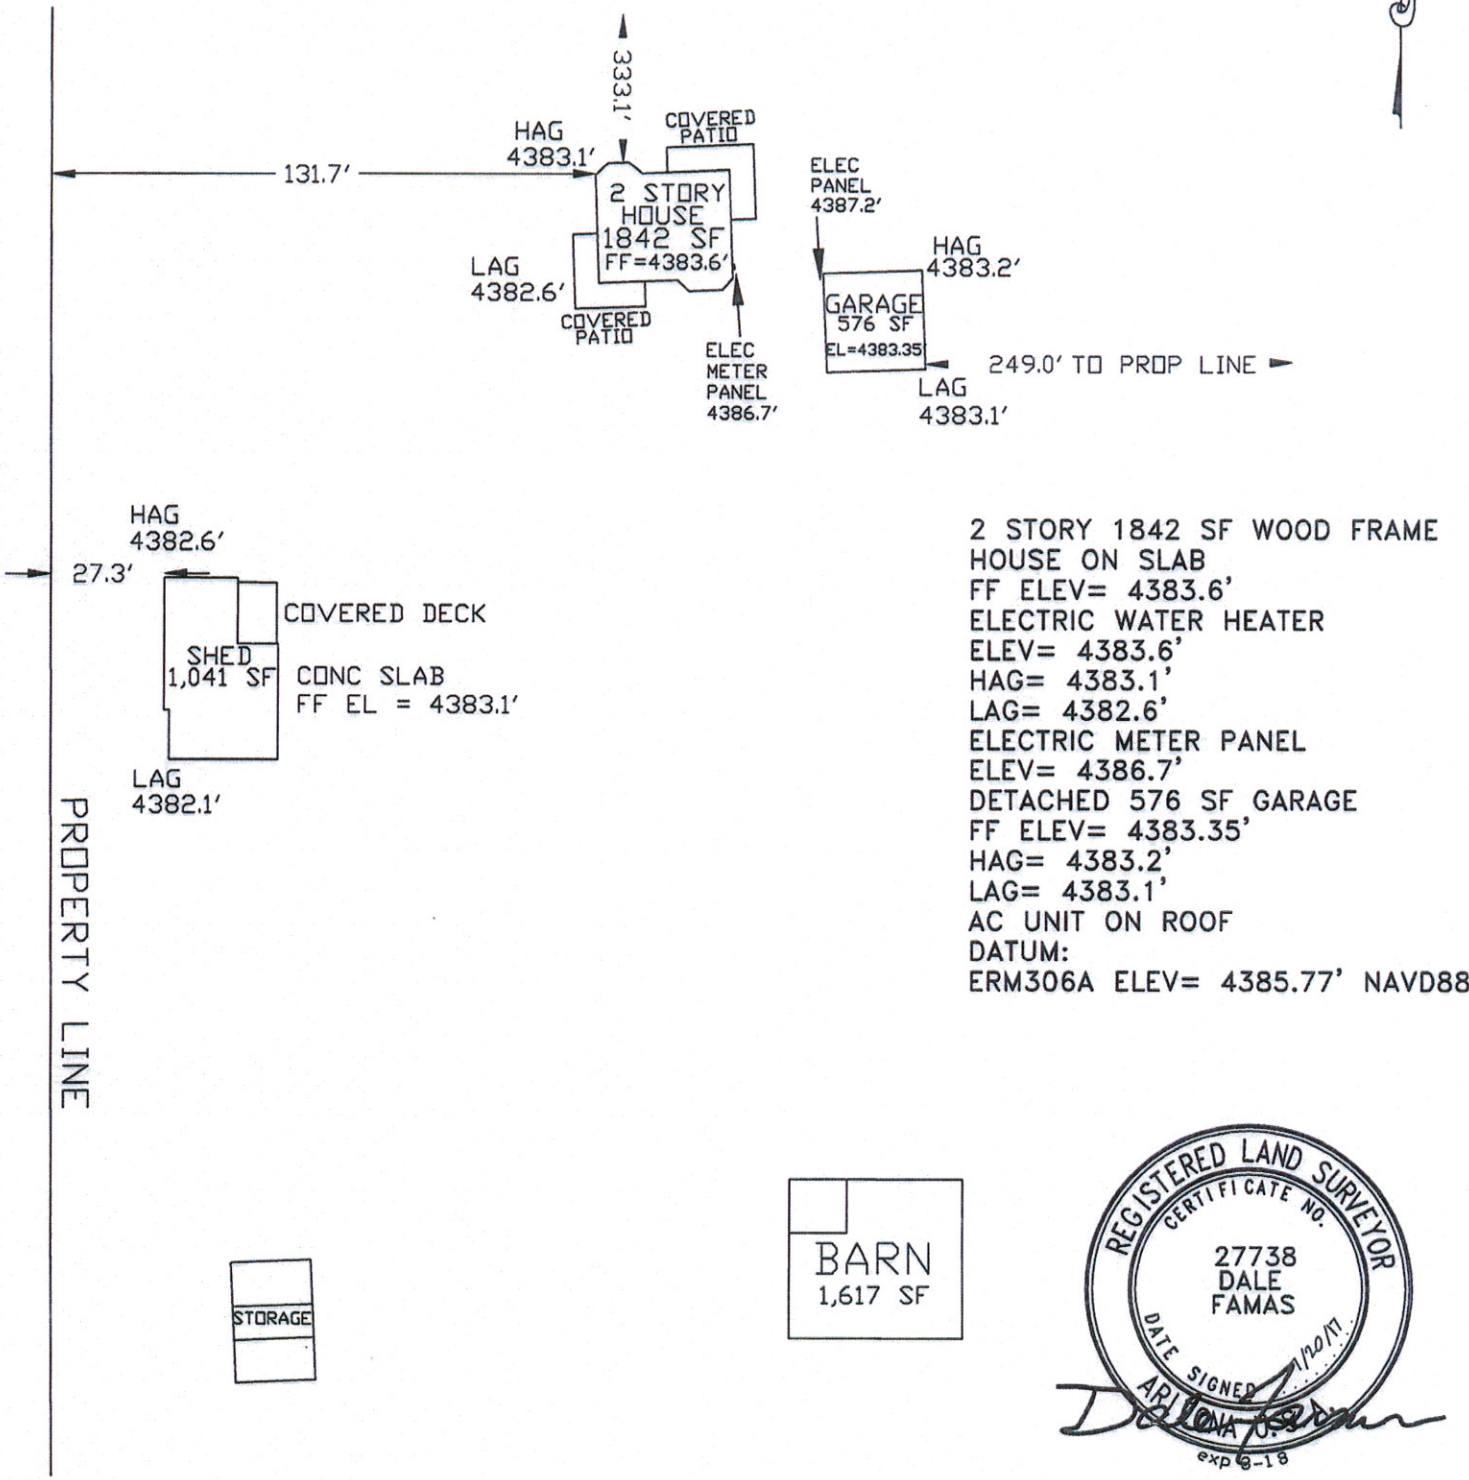 333.1'
HAG
4383.1'
COVERED
PATIO
131.7'
2 STORY
HOUSE
1842 SF
FF=4383.6'
LAG
4382.6'
COVERED
PATIO
ELEC
METER
PANEL
4386.7'
ELEC
PANEL
4387.2'
HAG
4383.2'
GARAGE
576 SF
EL=4383.35'
249.0' TO PROP LINE
LAG
4383.1'
HAG
4382.6'
27.3'
COVERED DECK
SHED
1,041 SF
CONC SLAB
FF EL = 4383.1'
LAG
4382.1'
PROPERTY LINE
2 STORY 1842 SF WOOD FRAME
HOUSE ON SLAB
FF ELEV= 4383.6'
ELECTRIC WATER HEATER
ELEV= 4383.6'
HAG= 4383.1'
LAG= 4382.6'
ELECTRIC METER PANEL
ELEV= 4386.7'
DETACHED 576 SF GARAGE
FF ELEV= 4383.35'
HAG= 4383.2'
LAG= 4383.1'
AC UNIT ON ROOF
DATUM:
ERM306A ELEV= 4385.77' NAVD88
STORAGE
BARN
1,617 SF
REGISTERED LAND SURVEYOR
CERTIFICATE NO.
27738
DALE
FAMAS
DATE SIGNED 1/20/17
ARIZONA U.S.A.
Dale Famas